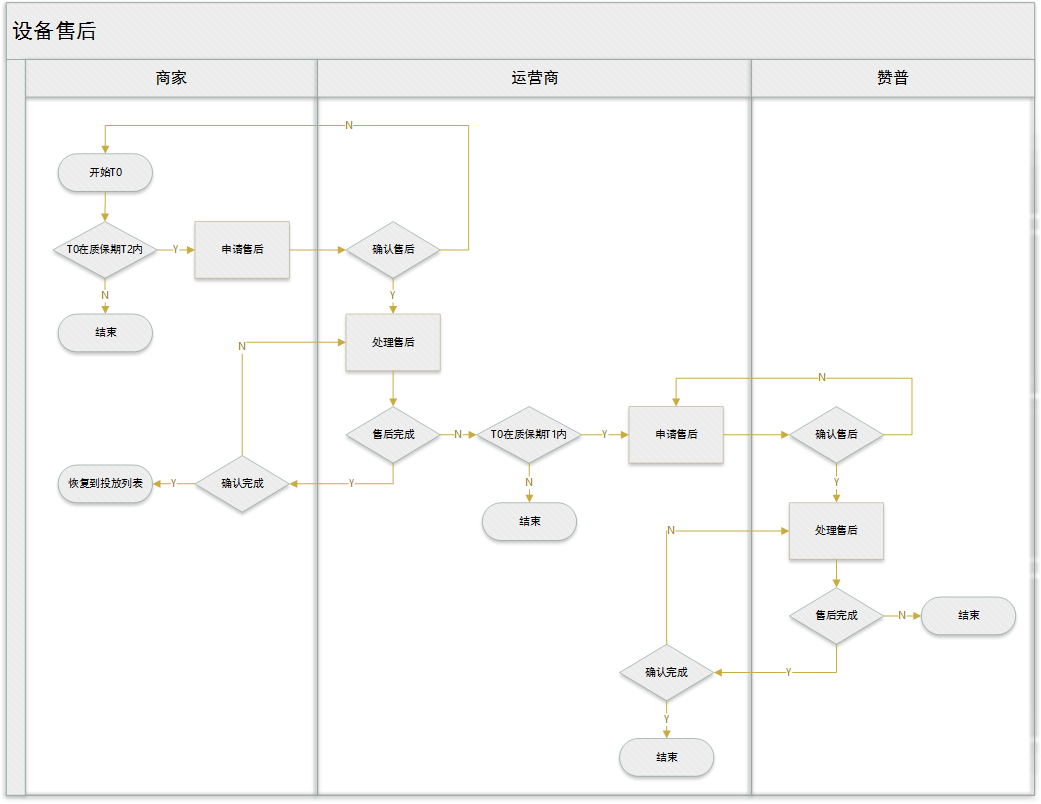 设备售后
商家
运营商
赞普
N
开始T0
T0在质保期T2内
Y
申请售后
确认售后
N
Y
结束
N
处理售后
N
售后完成
N
T0在质保期T1内
Y
申请售后
确认售后
恢复到投放列表
Y
确认完成
Y
N
Y
结束
N
处理售后
售后完成
N
结束
确认完成
Y
Y
结束